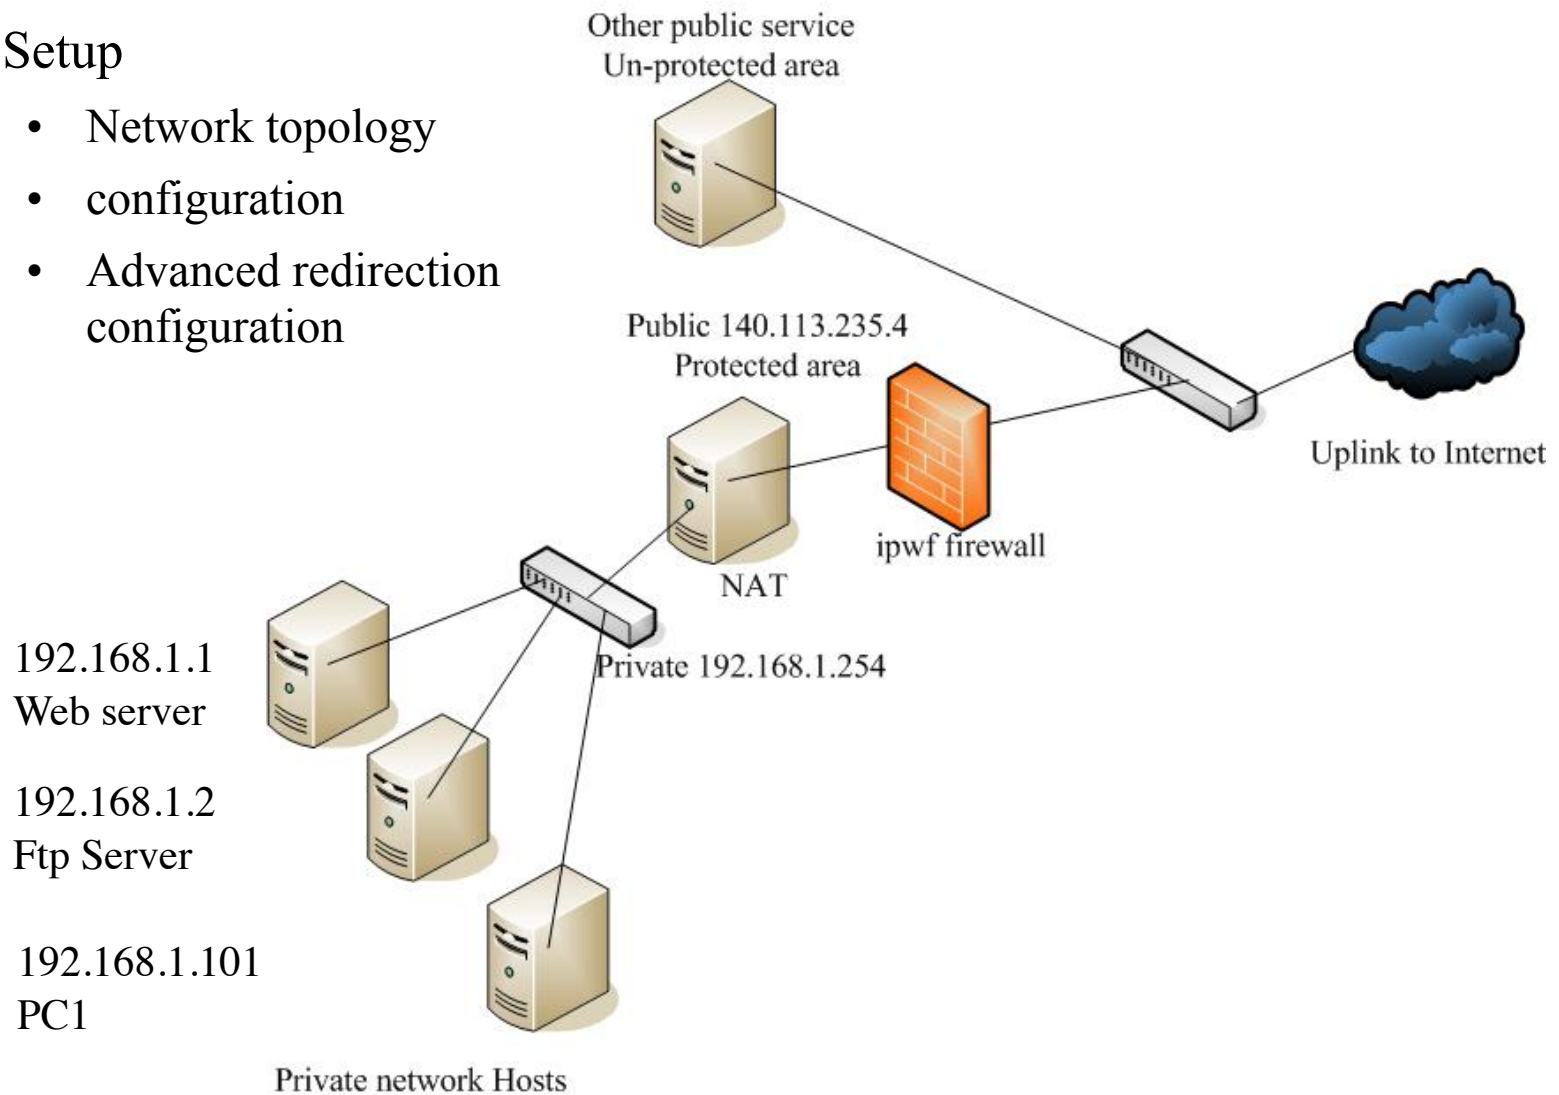 Setup
• Network topology
• configuration
• Advanced redirection
configuration
Other public service
Un-protected area
Public 140.113.235.4
Protected area
Uplink to Internet
ipwf firewall
NAT
Private 192.168.1.254
192.168.1.1
Web server
192.168.1.2
Ftp Server
192.168.1.101
PC1
Private network Hosts